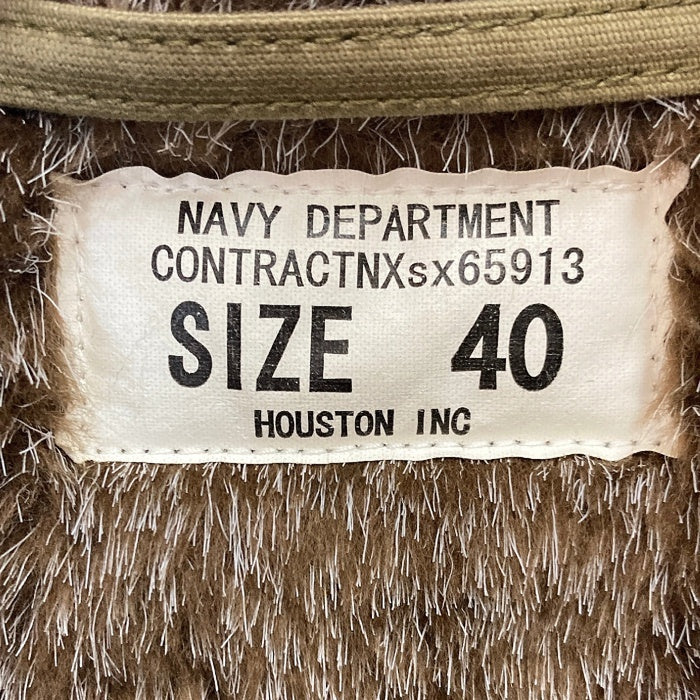 NAVY DEPARTMENT
CONTRACTNXsx65913
SIZE 40
HOUSTON INC